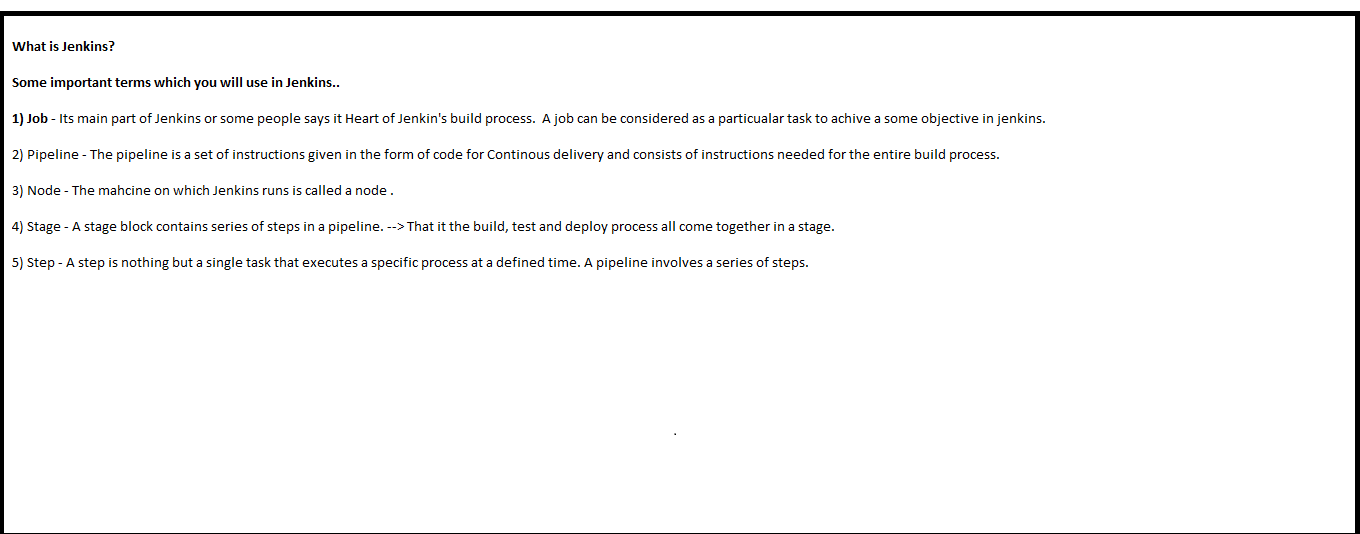 What is Jenkins?
Some important terms which you will use in Jenkins..
1) Job - Its main part of Jenkins or some people says it Heart of Jenkin's build process.  A job can be considered as a particualar task to achive a some objective in jenkins.
2) Pipeline - The pipeline is a set of instructions given in the form of code for Continous delivery and consists of instructions needed for the entire build process.
3) Node - The mahcine on which Jenkins runs is called a node .
4) Stage - A stage block contains series of steps in a pipeline. --> That it the build, test and deploy process all come together in a stage.
5) Step - A step is nothing but a single task that executes a specific process at a defined time. A pipeline involves a series of steps.
.